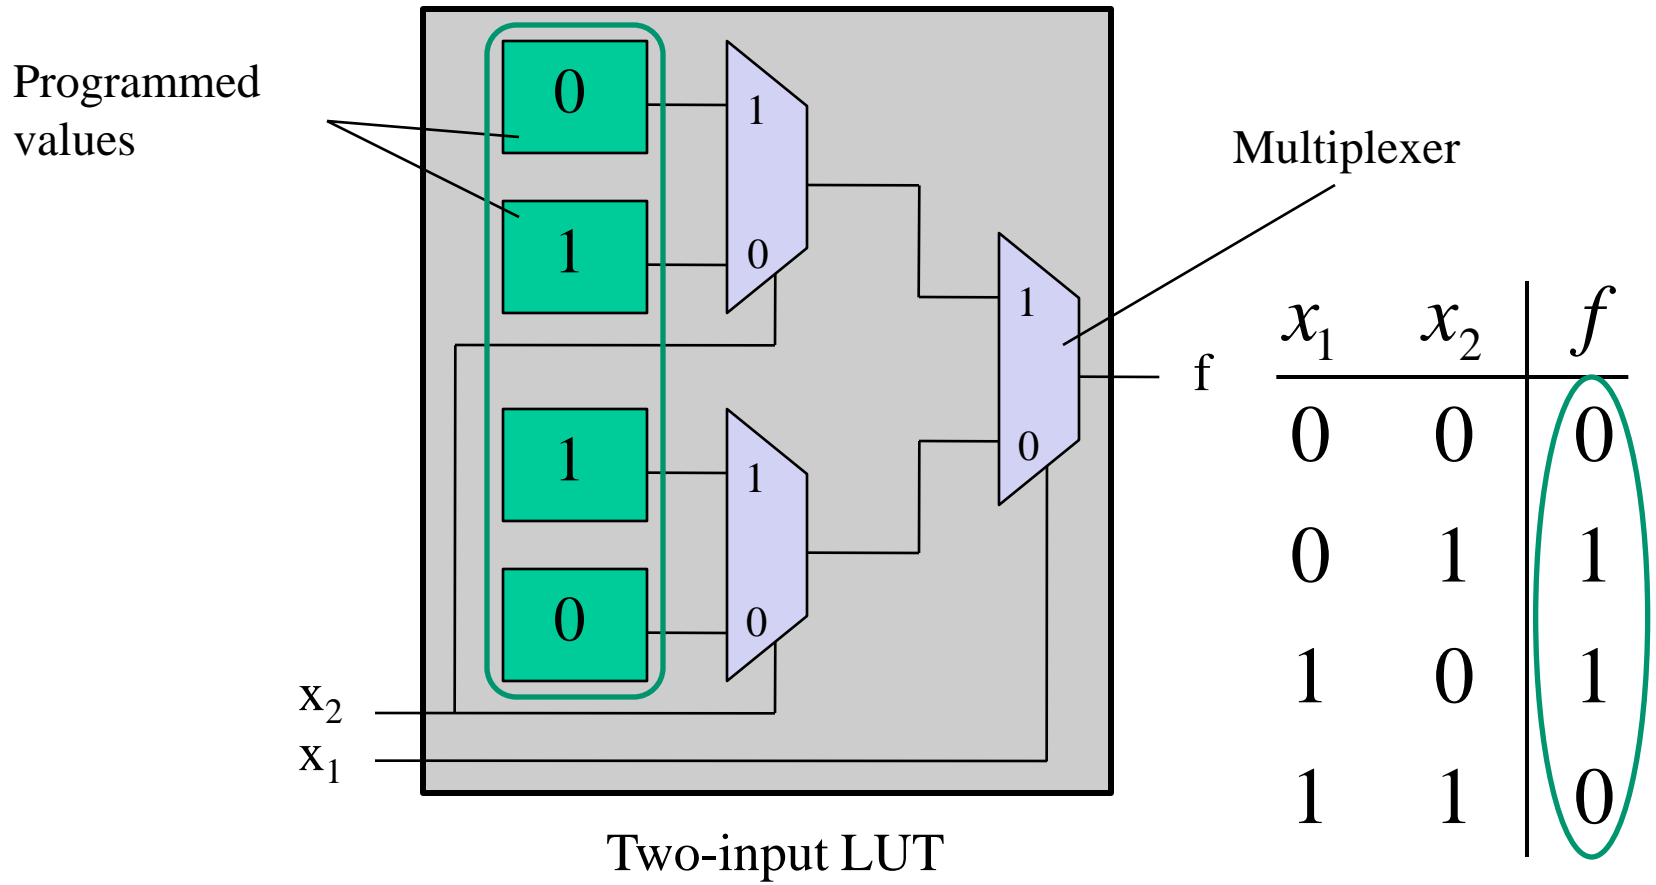 Programmed
values
0
1
1
0
1
0
1
0
1
0
Multiplexer
f
x₂
x₁
Two-input LUT
x₁ x₂ f
0 0 0
0 1 1
1 0 1
1 1 0